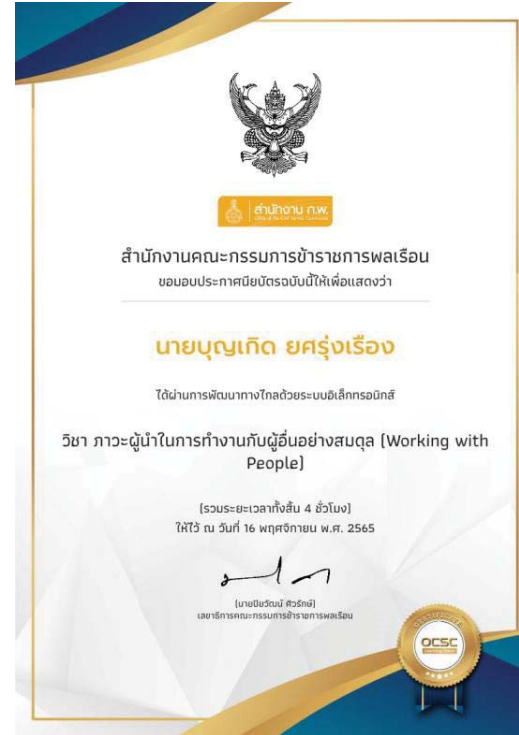 สำนักงาน ก.พ.
Office of the Civil Service Commission
สำนักงานคณะกรรมการข้าราชการพลเรือน
ขอมอบประกาศนียบัตรฉบับนี้ให้เพื่อแสดงว่า
นายบุญเกิด ยศรุ่งเรือง
ได้ผ่านการพัฒนาทางไกลด้วยระบบอิเล็กทรอนิกส์
วิชา ภาวะผู้นำในการทำงานกับผู้อื่นอย่างสมดุล (Working with
People)
(รวมระยะเวลาทั้งสิ้น 4 ชั่วโมง)
ให้ไว้ ณ วันที่ 16 พฤศจิกายน พ.ศ. 2565
(นายปิยวัฒน์ ศิวรักษ์)
เลขาธิการคณะกรรมการข้าราชการพลเรือน
CERTIFICATE
OCSC